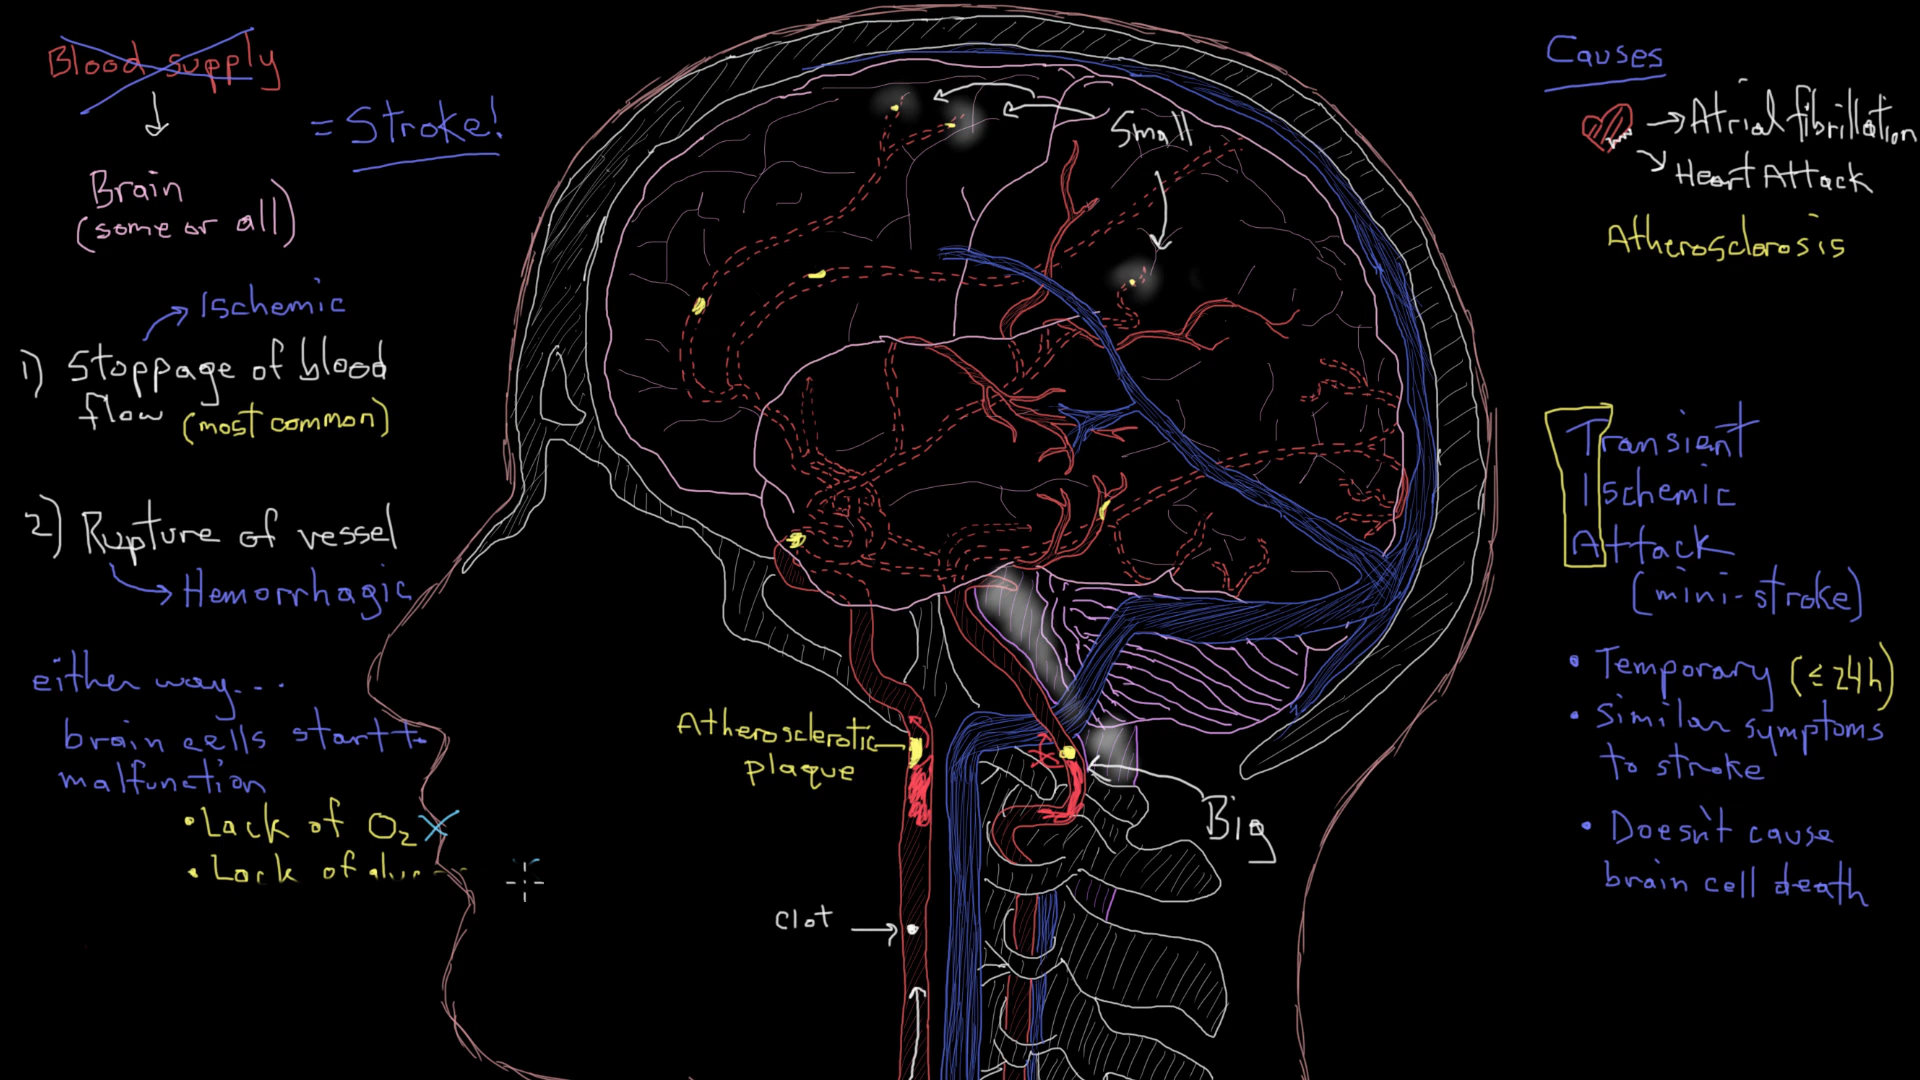 Blood supply
= Stroke!
Brain
(some or all)
Ischemic
1) Stoppage of blood
flow (most common)
2) Rupture of vessel
Hemorrhagic
either way...
brain cells start to
malfunction
• Lack of O2
• Lack of
Small
Atherosclerotic
plaque
Big
clot
Causes
Atrial fibrillation
Heart Attack
Atherosclerosis
Transient
Ischemic
Attack
(mini-stroke)
• Temporary (≤ 24h)
• Similar symptoms
to stroke
• Doesn't cause
brain cell death